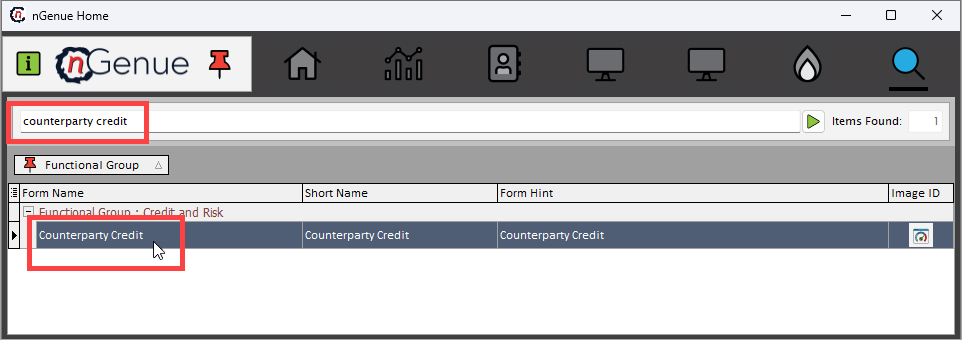 nGenue Home
i nGenue
counterparty credit Items Found: 1
Functional Group
Form Name Short Name Form Hint Image ID
Functional Group : Credit and Risk
Counterparty Credit Counterparty Credit Counterparty Credit